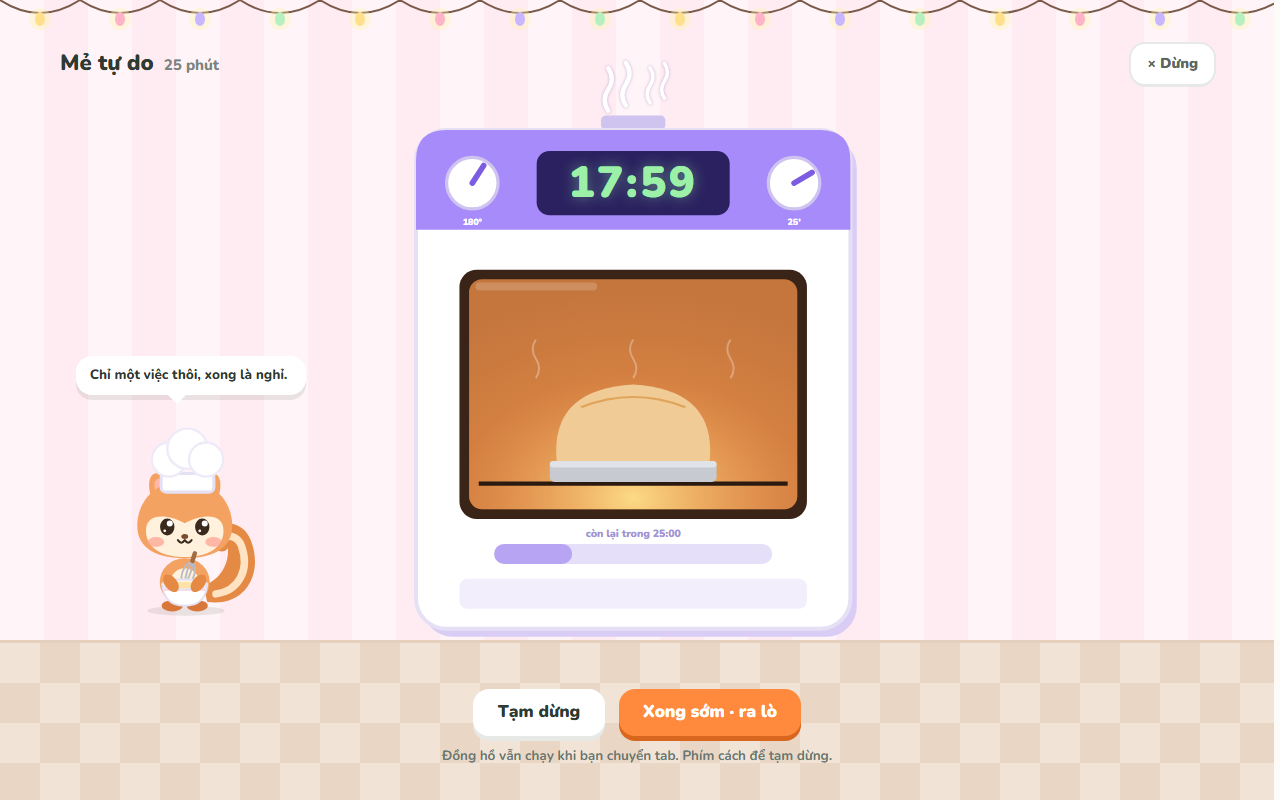 Mẻ tự do 25 phút
× Dừng
17:59
180°
25'
Chỉ một việc thôi, xong là nghỉ.
còn lại trong 25:00
Tạm dừng
Xong sớm · ra lò
Đồng hồ vẫn chạy khi bạn chuyển tab. Phím cách để tạm dừng.